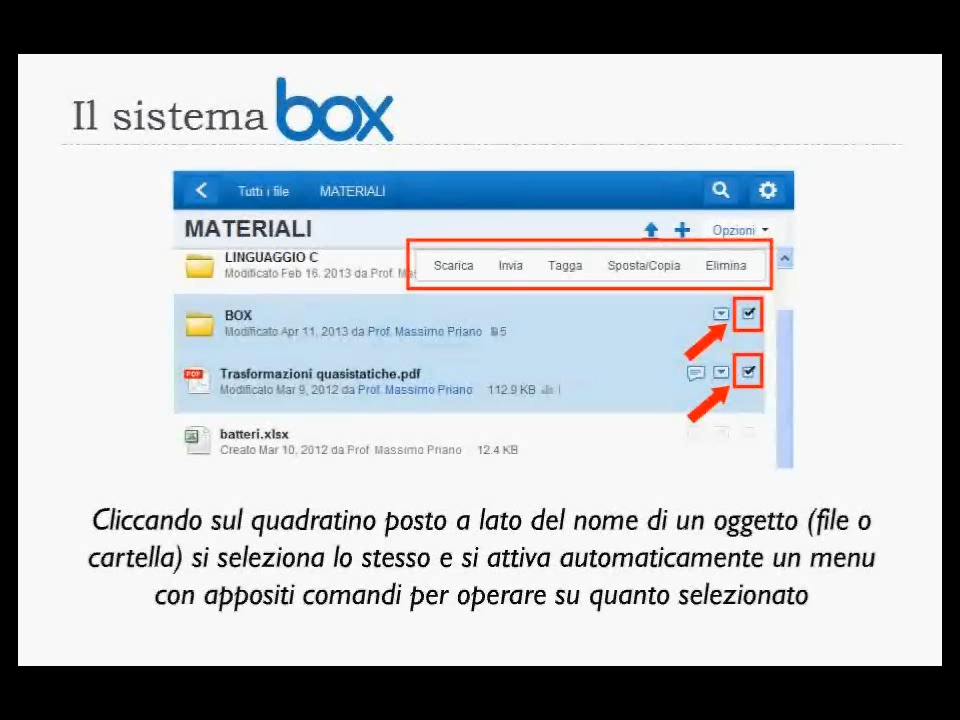 Il sistema box
Tutti i file MATERIALI
MATERIALI
Opzioni
LINGUAGGIO C
Modificato Feb 16, 2013 da Prof.
Scarica Invia Tagga Sposta/Copia Elimina
BOX
Modificato Apr 11, 2013 da Prof. Massimo Priano 5
PDF
Trasformazioni quasistatiche.pdf
Modificato Mar 9, 2012 da Prof. Massimo Priano 112.9 KB
batteri.xlsx
Creato Mar 10, 2012 da Prof. Massimo Priano 12.4 KB
Cliccando sul quadratino posto a lato del nome di un oggetto (file o
cartella) si seleziona lo stesso e si attiva automaticamente un menu
con appositi comandi per operare su quanto selezionato